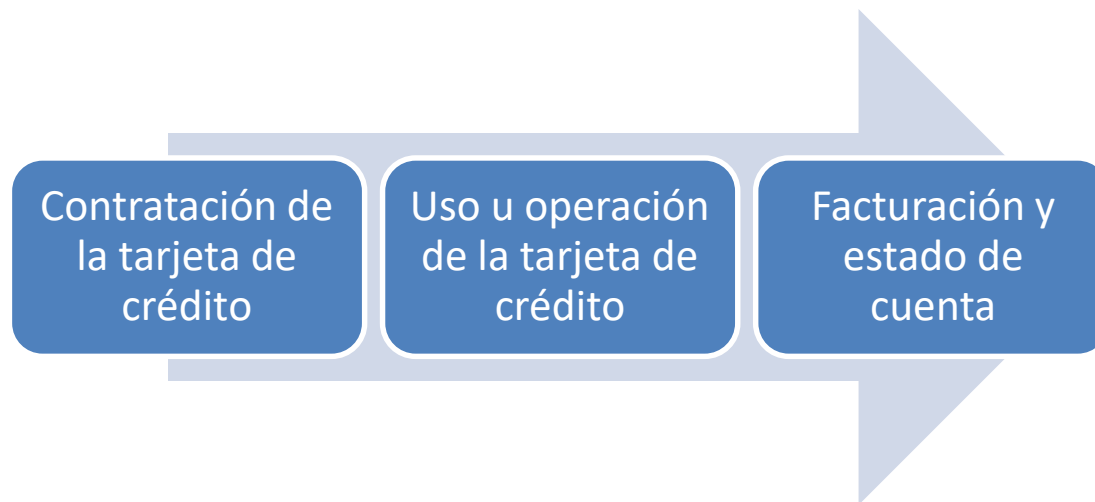 Contratación de
la tarjeta de
crédito
Uso u operación
de la tarjeta de
crédito
Facturación y
estado de
cuenta